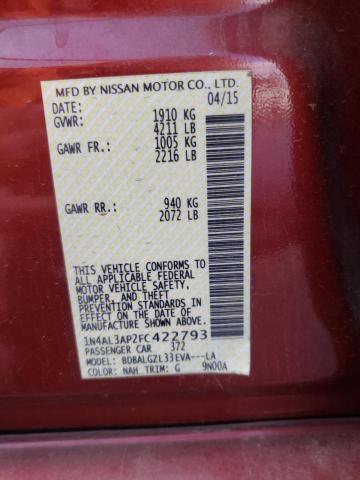 MFD BY NISSAN MOTOR CO., LTD.
DATE: 04/15
GVWR: 1910 KG
4211 LB
GAWR FR.: 1005 KG
2216 LB
GAWR RR.: 940 KG
2072 LB
THIS VEHICLE CONFORMS TO
ALL APPLICABLE FEDERAL
MOTOR VEHICLE SAFETY,
BUMPER, AND THEFT
PREVENTION STANDARDS IN
EFFECT ON THE DATE OF
MANUFACTURE SHOWN ABOVE.
1N4AL3AP2FC422793
PASSENGER CAR 372
MODEL: BDBALGZL33EVA---LA
COLOR: NAH TRIM: G 9N00A